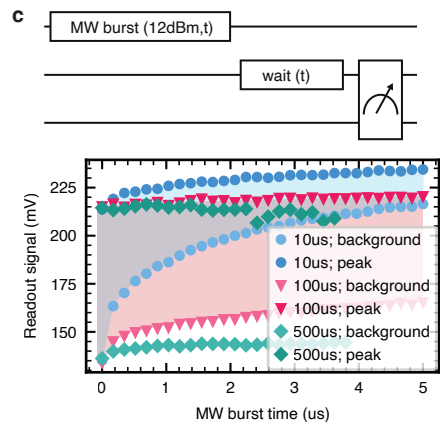 c
MW burst (12dBm,t)
wait (t)
225
200
175
150
Readout signal (mV)
10us; background
10us; peak
100us; background
100us; peak
500us; background
500us; peak
0 1 2 3 4 5
MW burst time (us)